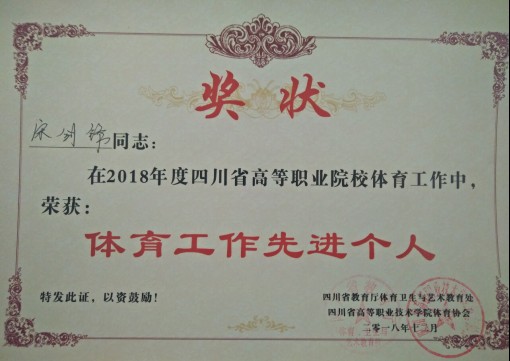 奖状
宋剑锦同志：
在2018年度四川省高等职业院校体育工作中，
荣获：
体育工作先进个人
特发此证，以资鼓励！
四川省教育厅体育卫生与艺术教育处
四川省高等职业技术学院体育协会
二〇一八年十二月